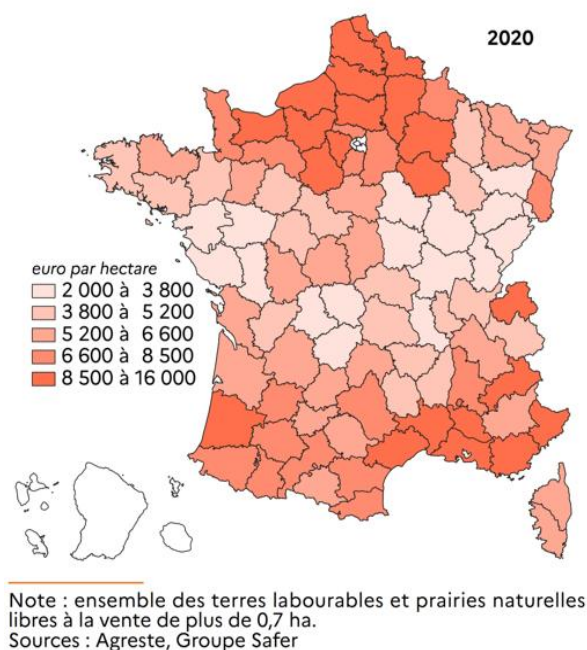 2020
euro par hectare
2 000 à 3 800
3 800 à 5 200
5 200 à 6 600
6 600 à 8 500
8 500 à 16 000
Note : ensemble des terres labourables et prairies naturelles
libres à la vente de plus de 0,7 ha.
Sources : Agreste, Groupe Safer